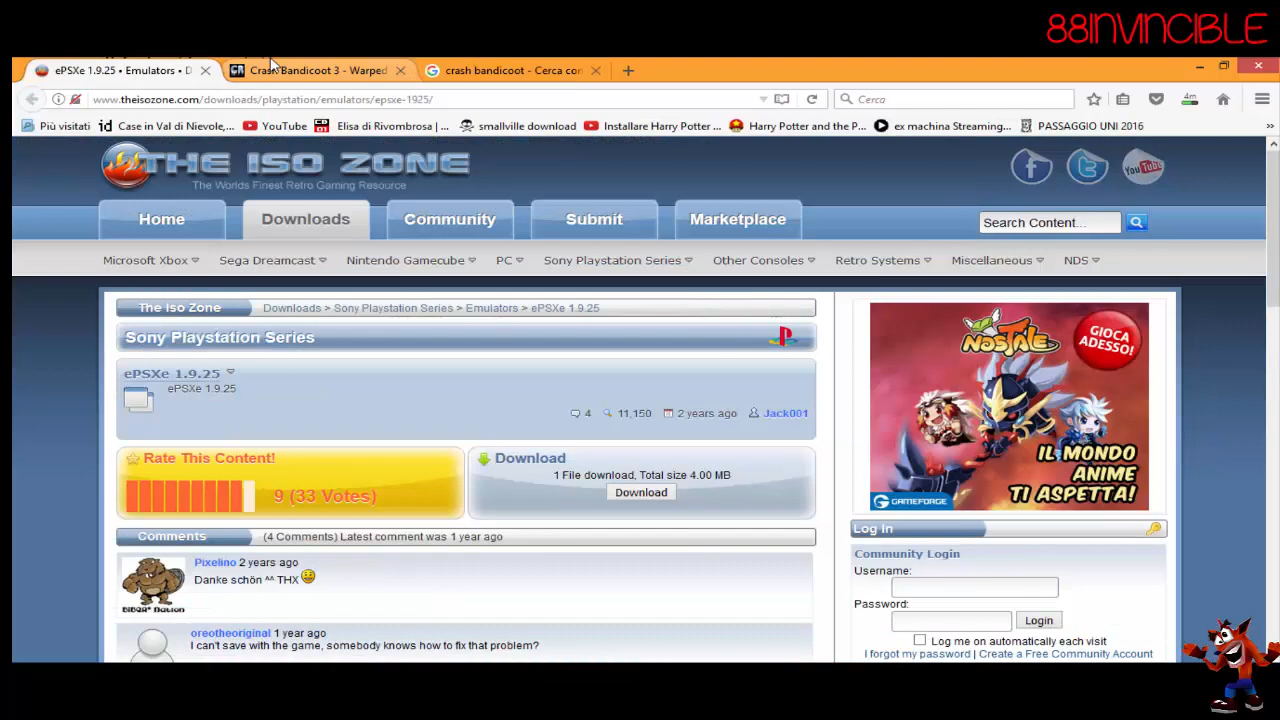 88INVINCIBLE
ePSXe 1.9.25 • Emulators • D
Crash Bandicoot 3 - Warped
crash bandicoot - Cerca con
www.theisozone.com/downloads/playstation/emulators/epsxe-1925/
Cerca
4m
Più visitati
Case in Val di Nievole,...
YouTube
Elisa di Rivombrosa |...
smallville download
Installare Harry Potter ...
Harry Potter and the P...
ex machina Streaming...
PASSAGGIO UNI 2016
THE ISO ZONE
The Worlds Finest Retro Gaming Resource
You Tube
Home
Downloads
Community
Submit
Marketplace
Search Content...
Microsoft Xbox
Sega Dreamcast
Nintendo Gamecube
PC
Sony Playstation Series
Other Consoles
Retro Systems
Miscellaneous
NDS
The Iso Zone
Downloads > Sony Playstation Series > Emulators > ePSXe 1.9.25
Sony Playstation Series
ePSXe 1.9.25
ePSXe 1.9.25
4
11,150
2 years ago
Jack001
Rate This Content!
9 (33 Votes)
Download
1 File download, Total size 4.00 MB
Download
Comments
(4 Comments) Latest comment was 1 year ago
Pixelino 2 years ago
Danke schön ^^ THX
oreotheoriginal 1 year ago
I can't save with the game, somebody knows how to fix that problem?
NOSTALE
GIOCA
ADESSO!
IL MONDO
ANIME
TI ASPETTA!
GAMEFORGE
Log In
Community Login
Username:
Password:
Login
Log me on automatically each visit
I forgot my password | Create a Free Community Account